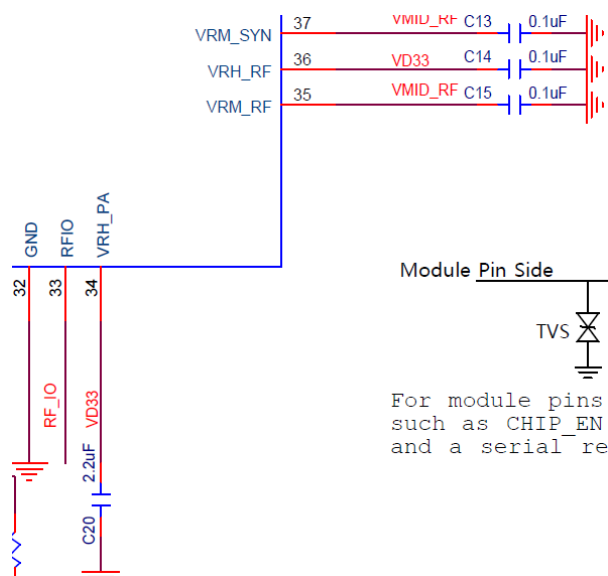 37 VMID_RF C13 0.1uF
VRM_SYN
36 VD33 C14 0.1uF
VRH_RF
35 VMID_RF C15 0.1uF
VRM_RF
GND
RFIO
VRH_PA
32
33
34
RF_IO
VD33
2.2uF
C20
Module Pin Side
TVS
For module pins
such as CHIP_EN
and a serial re